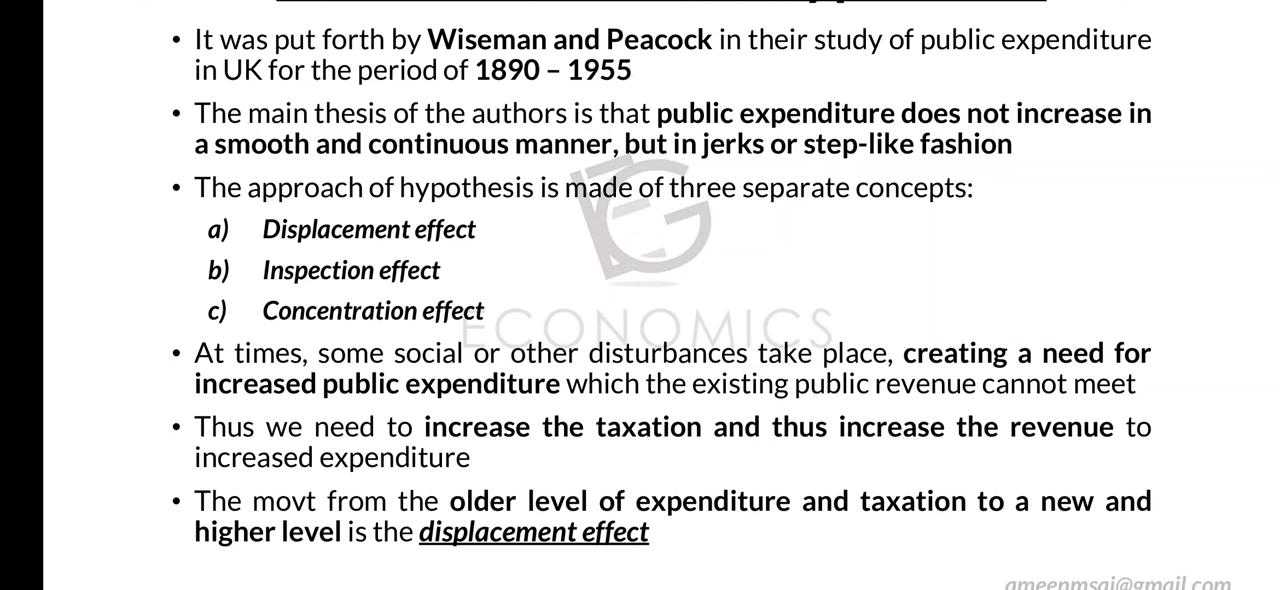 • It was put forth by Wiseman and Peacock in their study of public expenditure
in UK for the period of 1890 – 1955
• The main thesis of the authors is that public expenditure does not increase in
a smooth and continuous manner, but in jerks or step-like fashion
• The approach of hypothesis is made of three separate concepts:
a) Displacement effect
b) Inspection effect
c) Concentration effect
ECONOMICS
• At times, some social or other disturbances take place, creating a need for
increased public expenditure which the existing public revenue cannot meet
• Thus we need to increase the taxation and thus increase the revenue to
increased expenditure
• The movt from the older level of expenditure and taxation to a new and
higher level is the displacement effect
ameenmsai@gmail.com